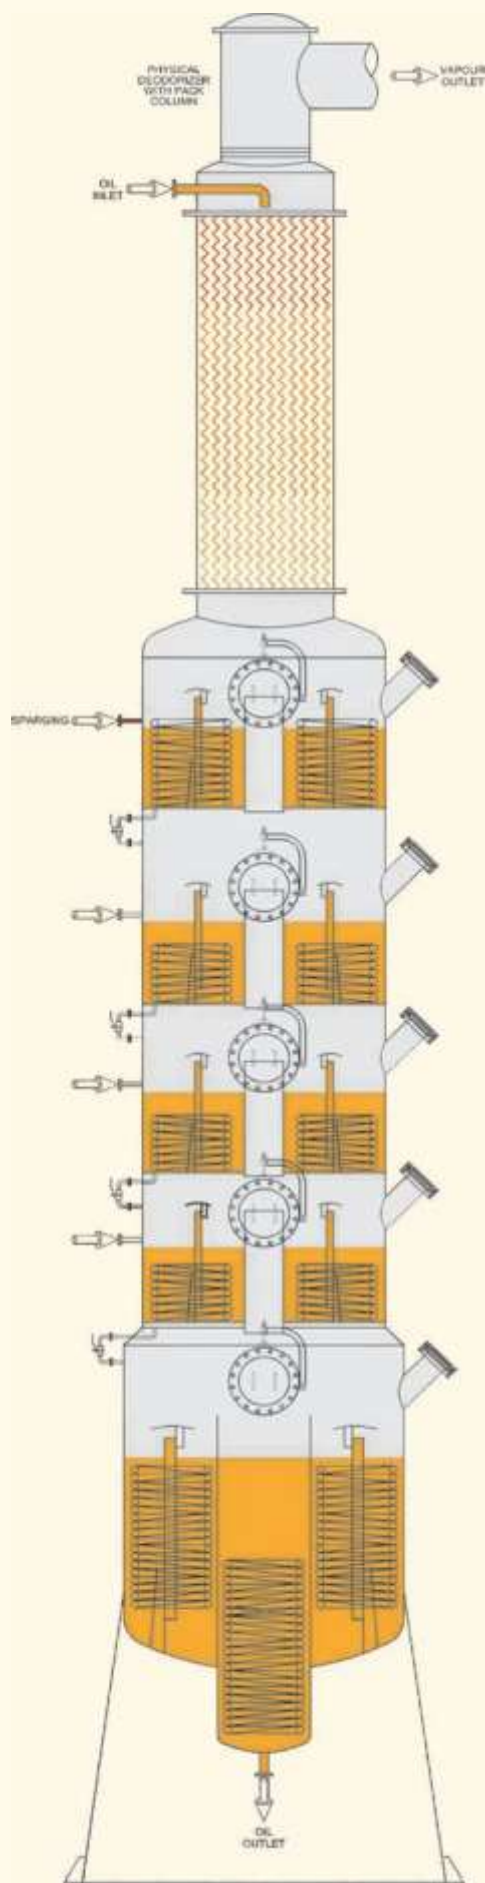 PHYSICAL
DEODORIZER
WITH PACK
COLUMN
VAPOUR
OUTLET
OIL
INLET
SPARGING
OIL
OUTLET